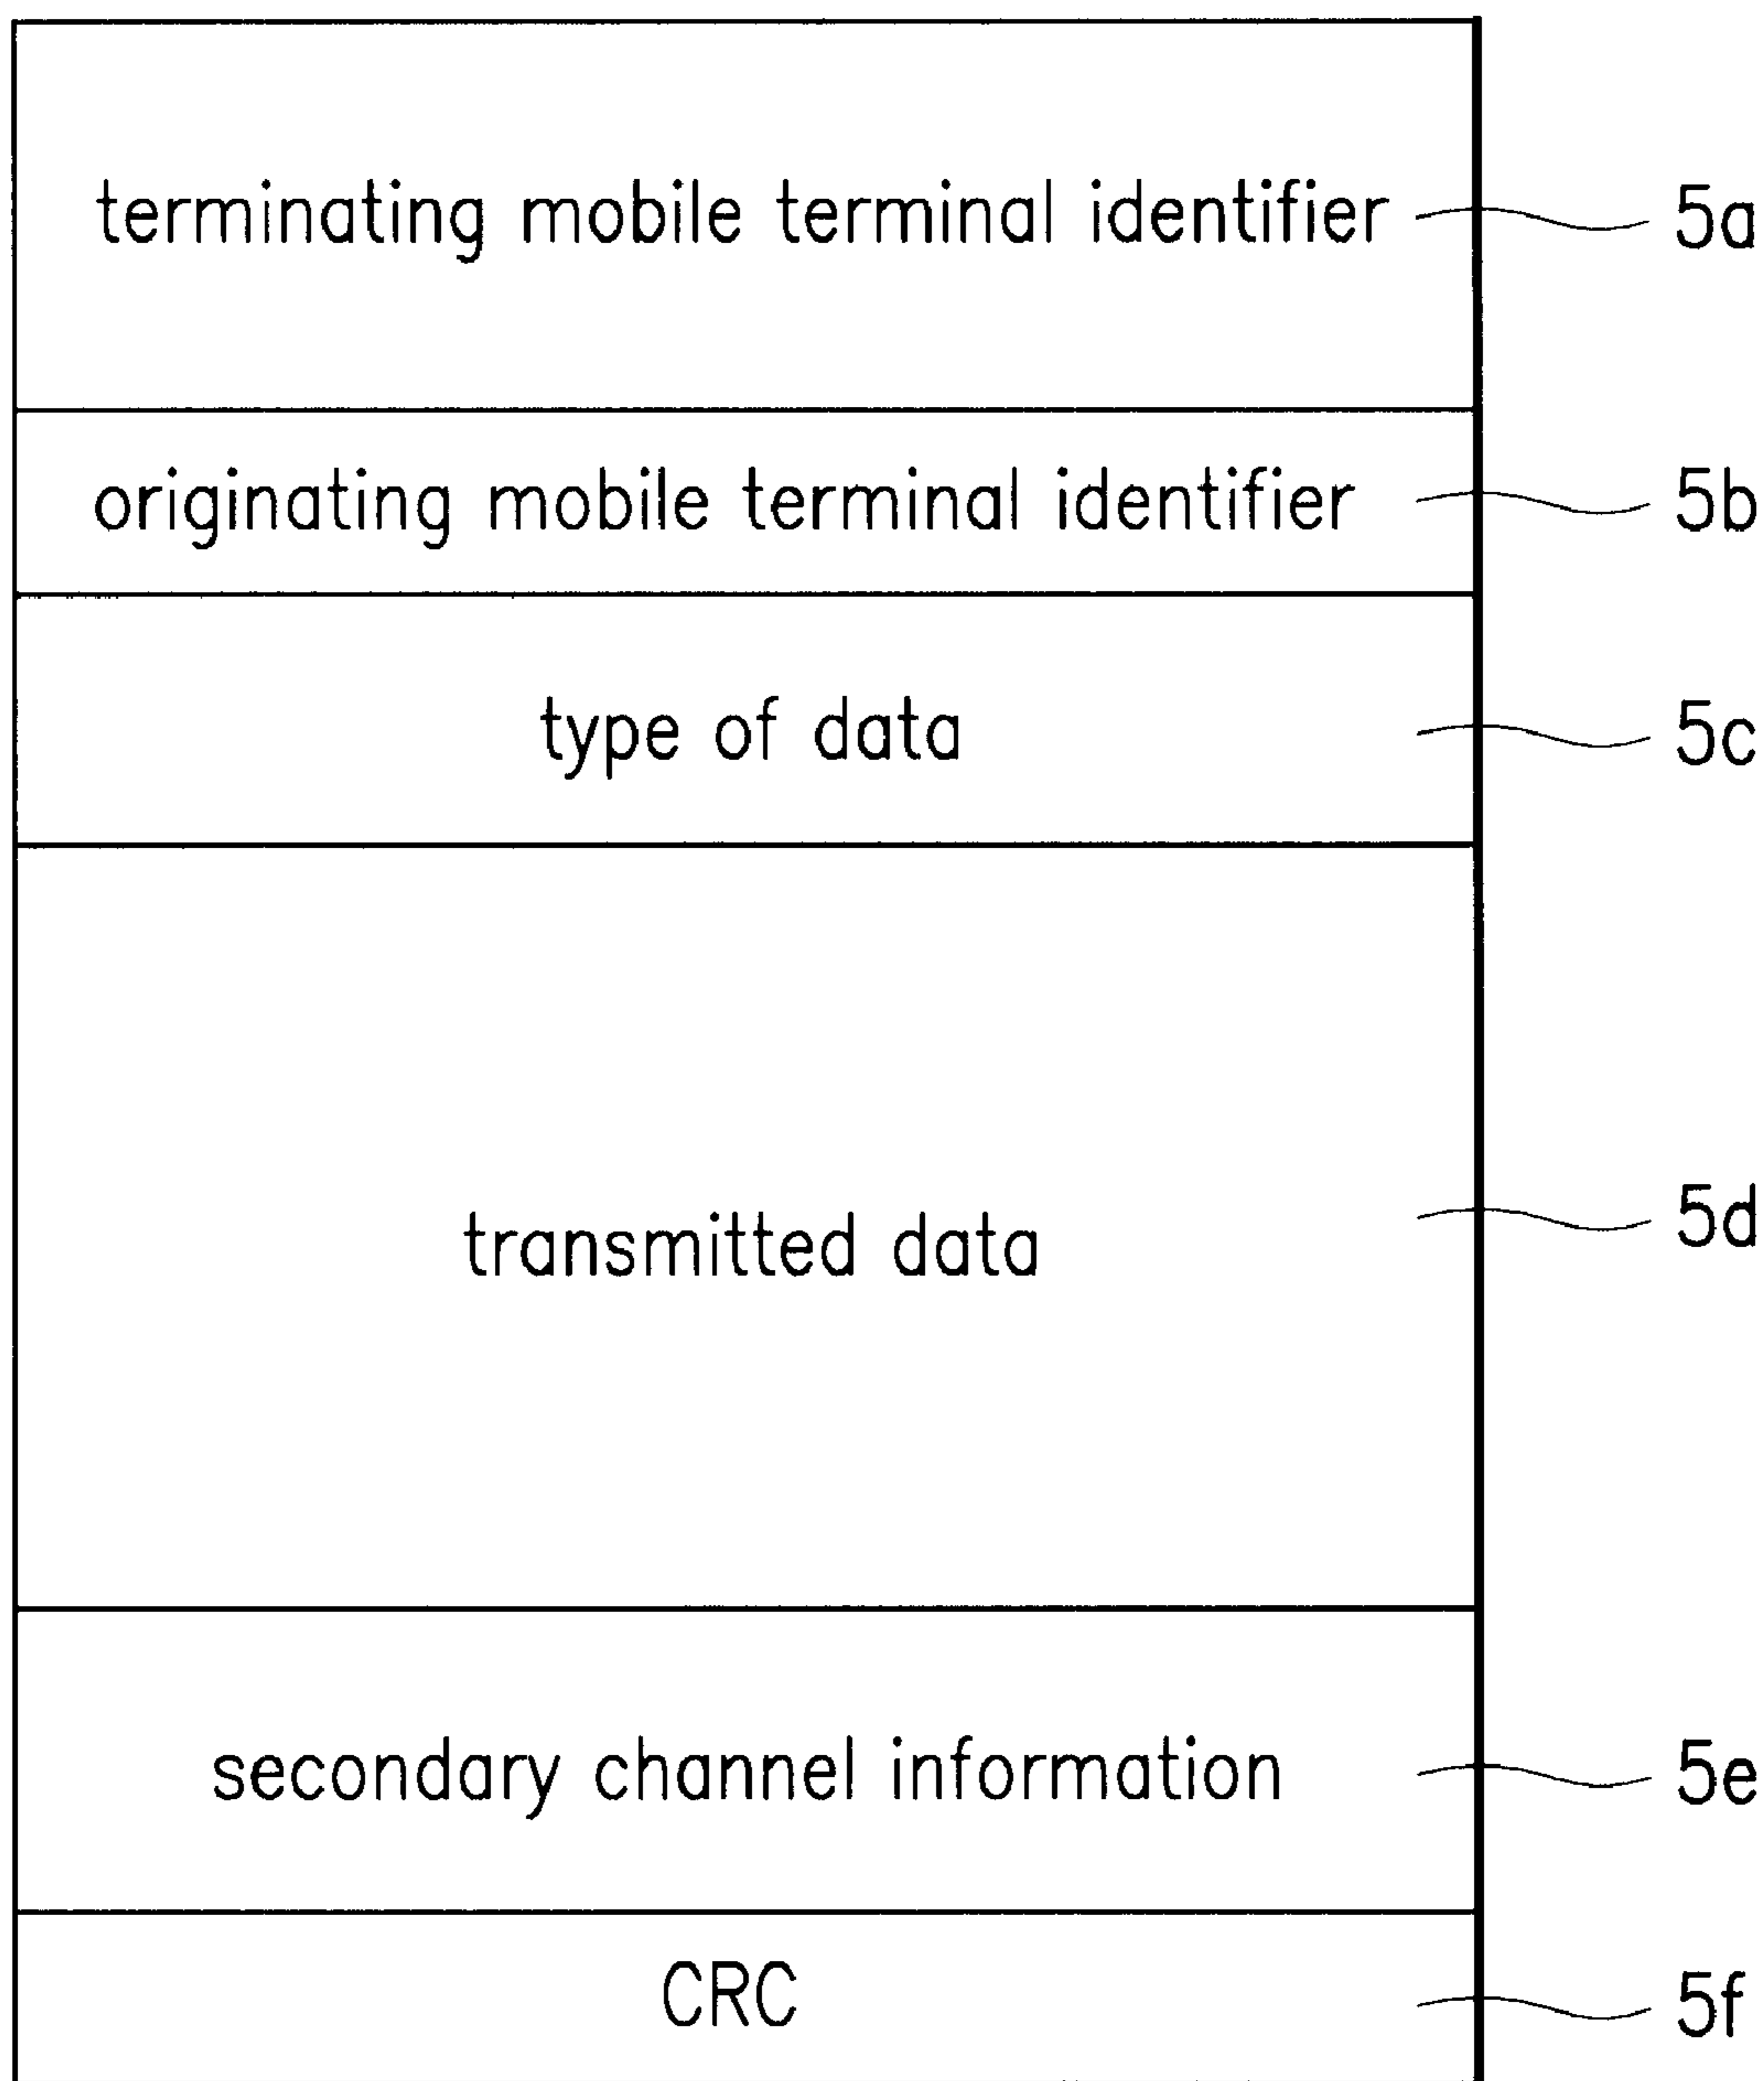 terminating mobile terminal identifier 5a
originating mobile terminal identifier 5b
type of data 5c
transmitted data 5d
secondary channel information 5e
CRC 5f